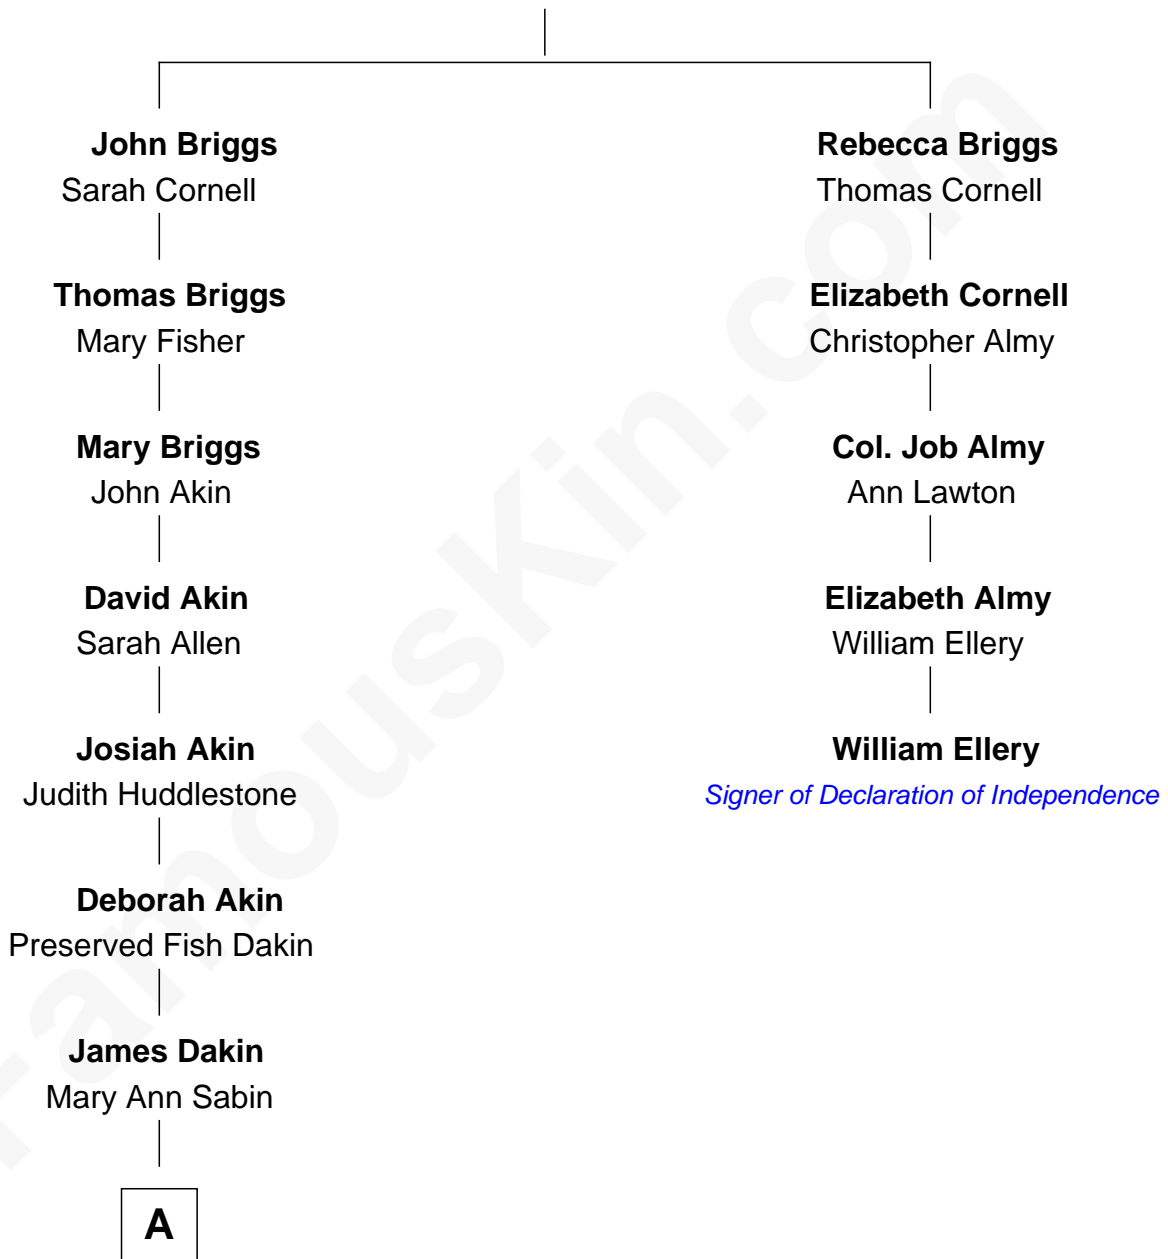 John Briggs
Sarah Cornell
Rebecca Briggs
Thomas Cornell
Thomas Briggs
Mary Fisher
Elizabeth Cornell
Christopher Almy
Mary Briggs
John Akin
Col. Job Almy
Ann Lawton
David Akin
Sarah Allen
Elizabeth Almy
William Ellery
Josiah Akin
Judith Huddlestone
William Ellery
Signer of Declaration of Independence
Deborah Akin
Preserved Fish Dakin
James Dakin
Mary Ann Sabin
A
FamousKin.com